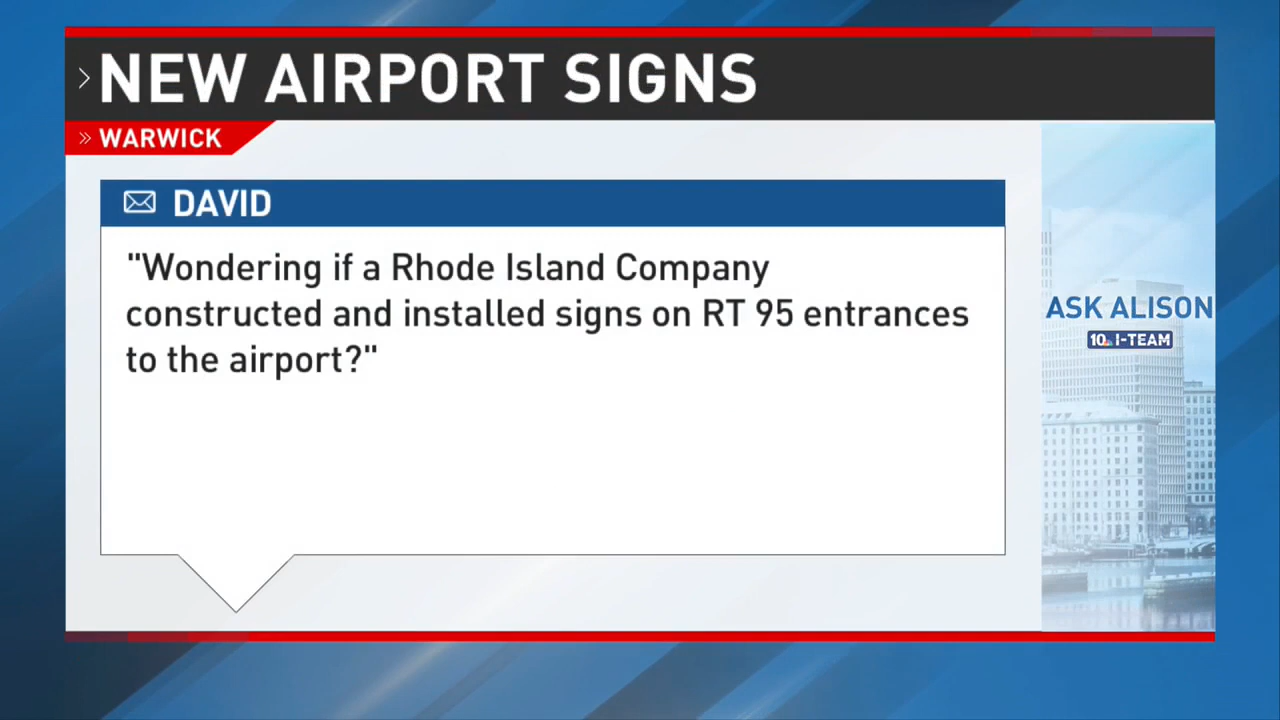 NEW AIRPORT SIGNS
WARWICK
DAVID
"Wondering if a Rhode Island Company
constructed and installed signs on RT 95 entrances
to the airport?"
ASK ALISON
10 I-TEAM